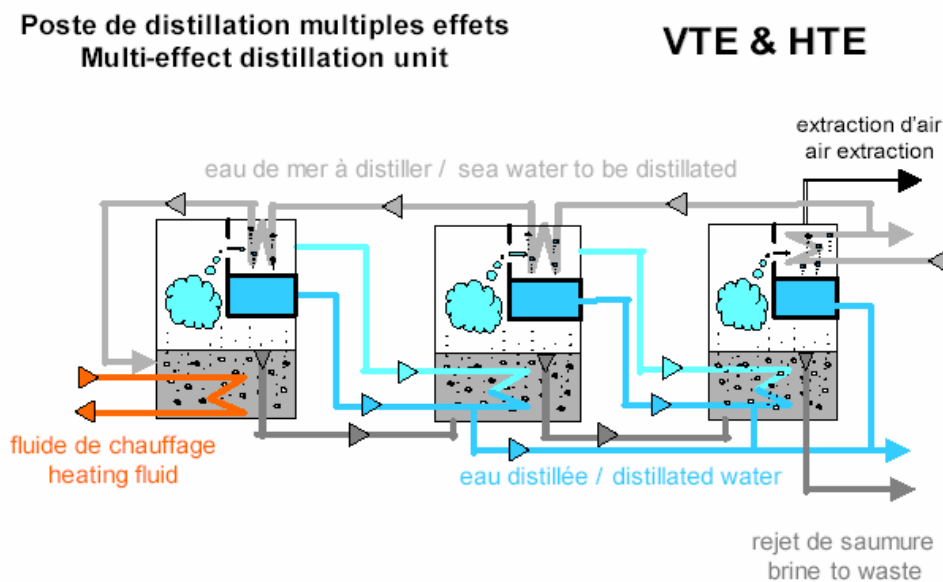 Poste de distillation multiples effets
Multi-effect distillation unit
VTE & HTE
extraction d'air
air extraction
eau de mer à distiller / sea water to be distillated
fluide de chauffage
heating fluid
eau distillée / distillated water
rejet de saumure
brine to waste